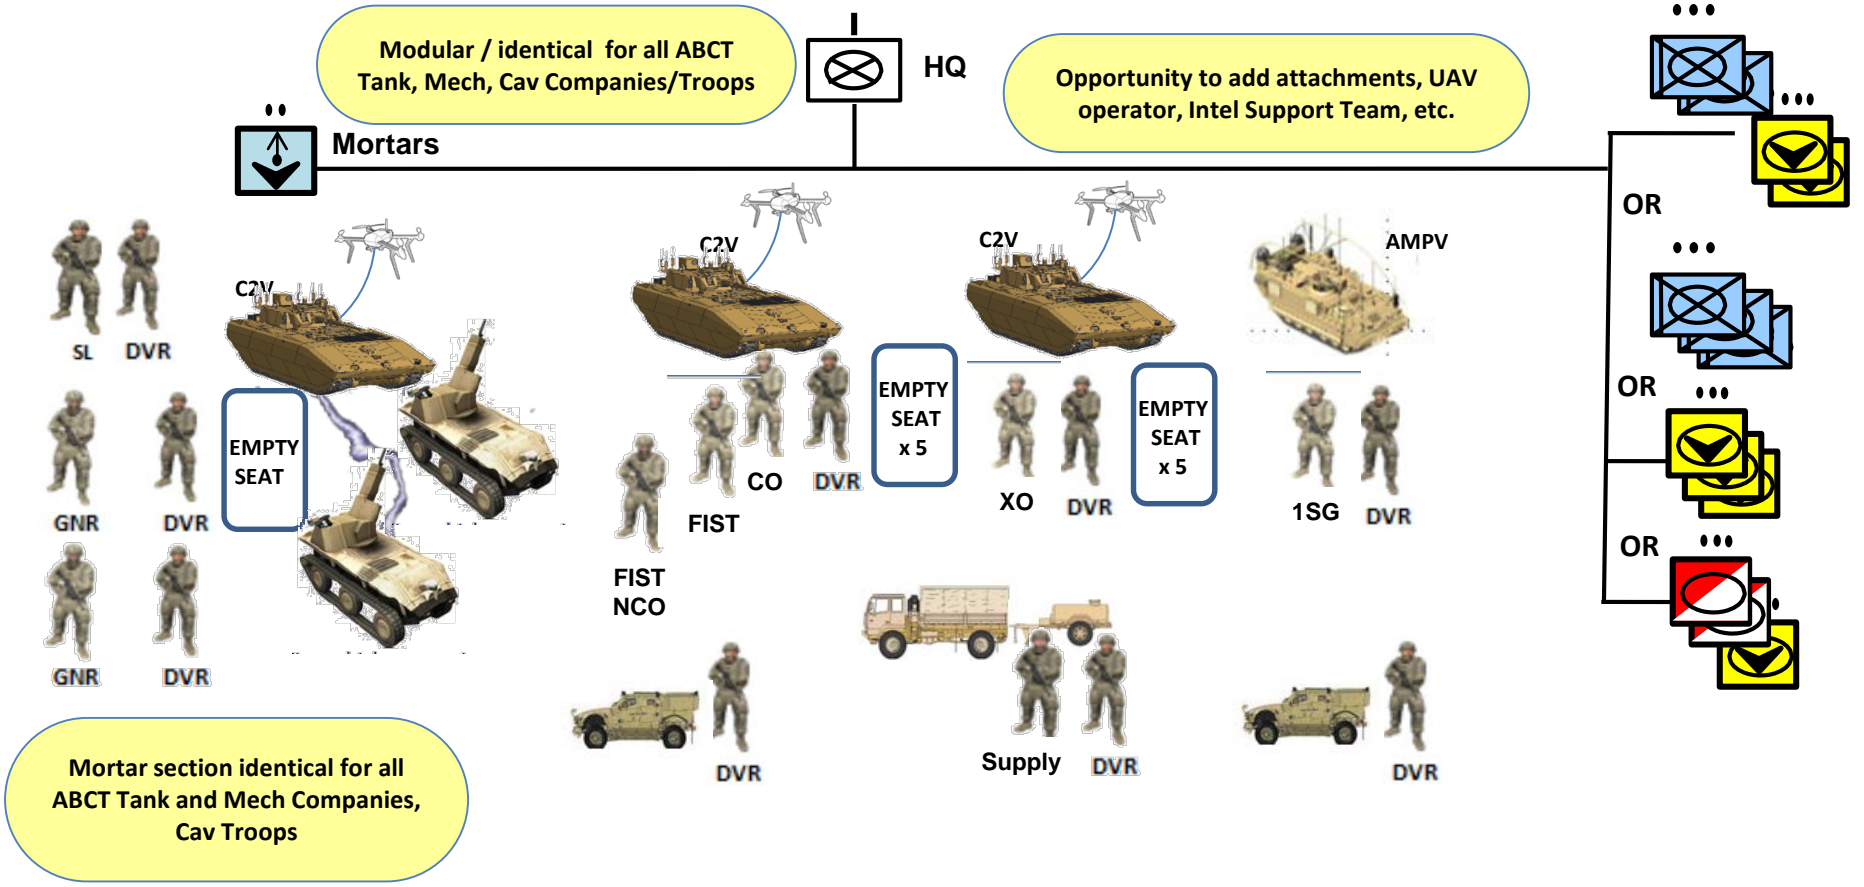 Modular / identical  for all ABCT
Tank, Mech, Cav Companies/Troops
HQ
Opportunity to add attachments, UAV
operator, Intel Support Team, etc.
Mortars
OR
C2V
C2V
AMPV
C2V
SL
DVR
EMPTY
SEAT
EMPTY
SEAT
x 5
EMPTY
SEAT
x 5
OR
CO
DVR
XO
DVR
1SG
DVR
GNR
DVR
FIST
OR
FIST
NCO
GNR
DVR
DVR
Supply
DVR
DVR
Mortar section identical for all
ABCT Tank and Mech Companies,
Cav Troops